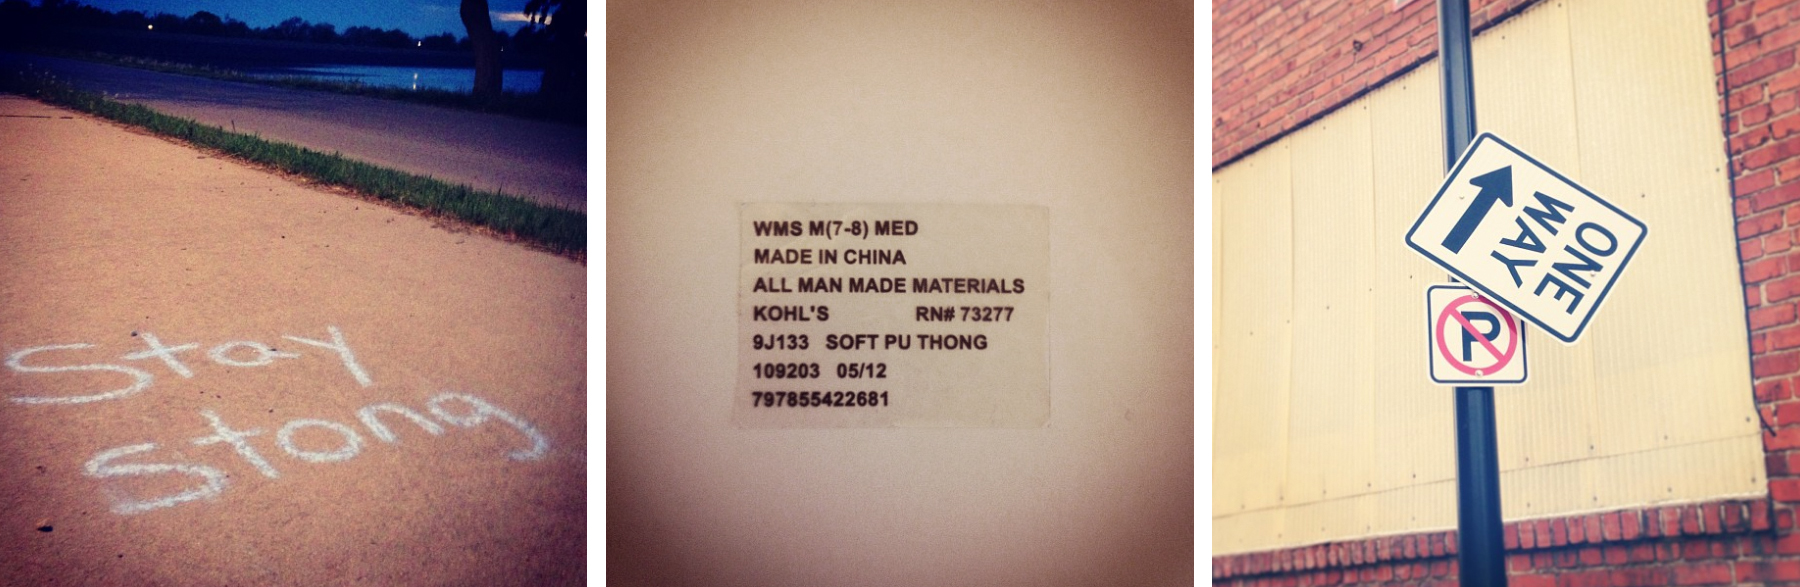 Stay
Stong
WMS M(7-8) MED
MADE IN CHINA
ALL MAN MADE MATERIALS
KOHL'S RN# 73277
9J133 SOFT PU THONG
109203 05/12
797855422681
ONE
WAY
P